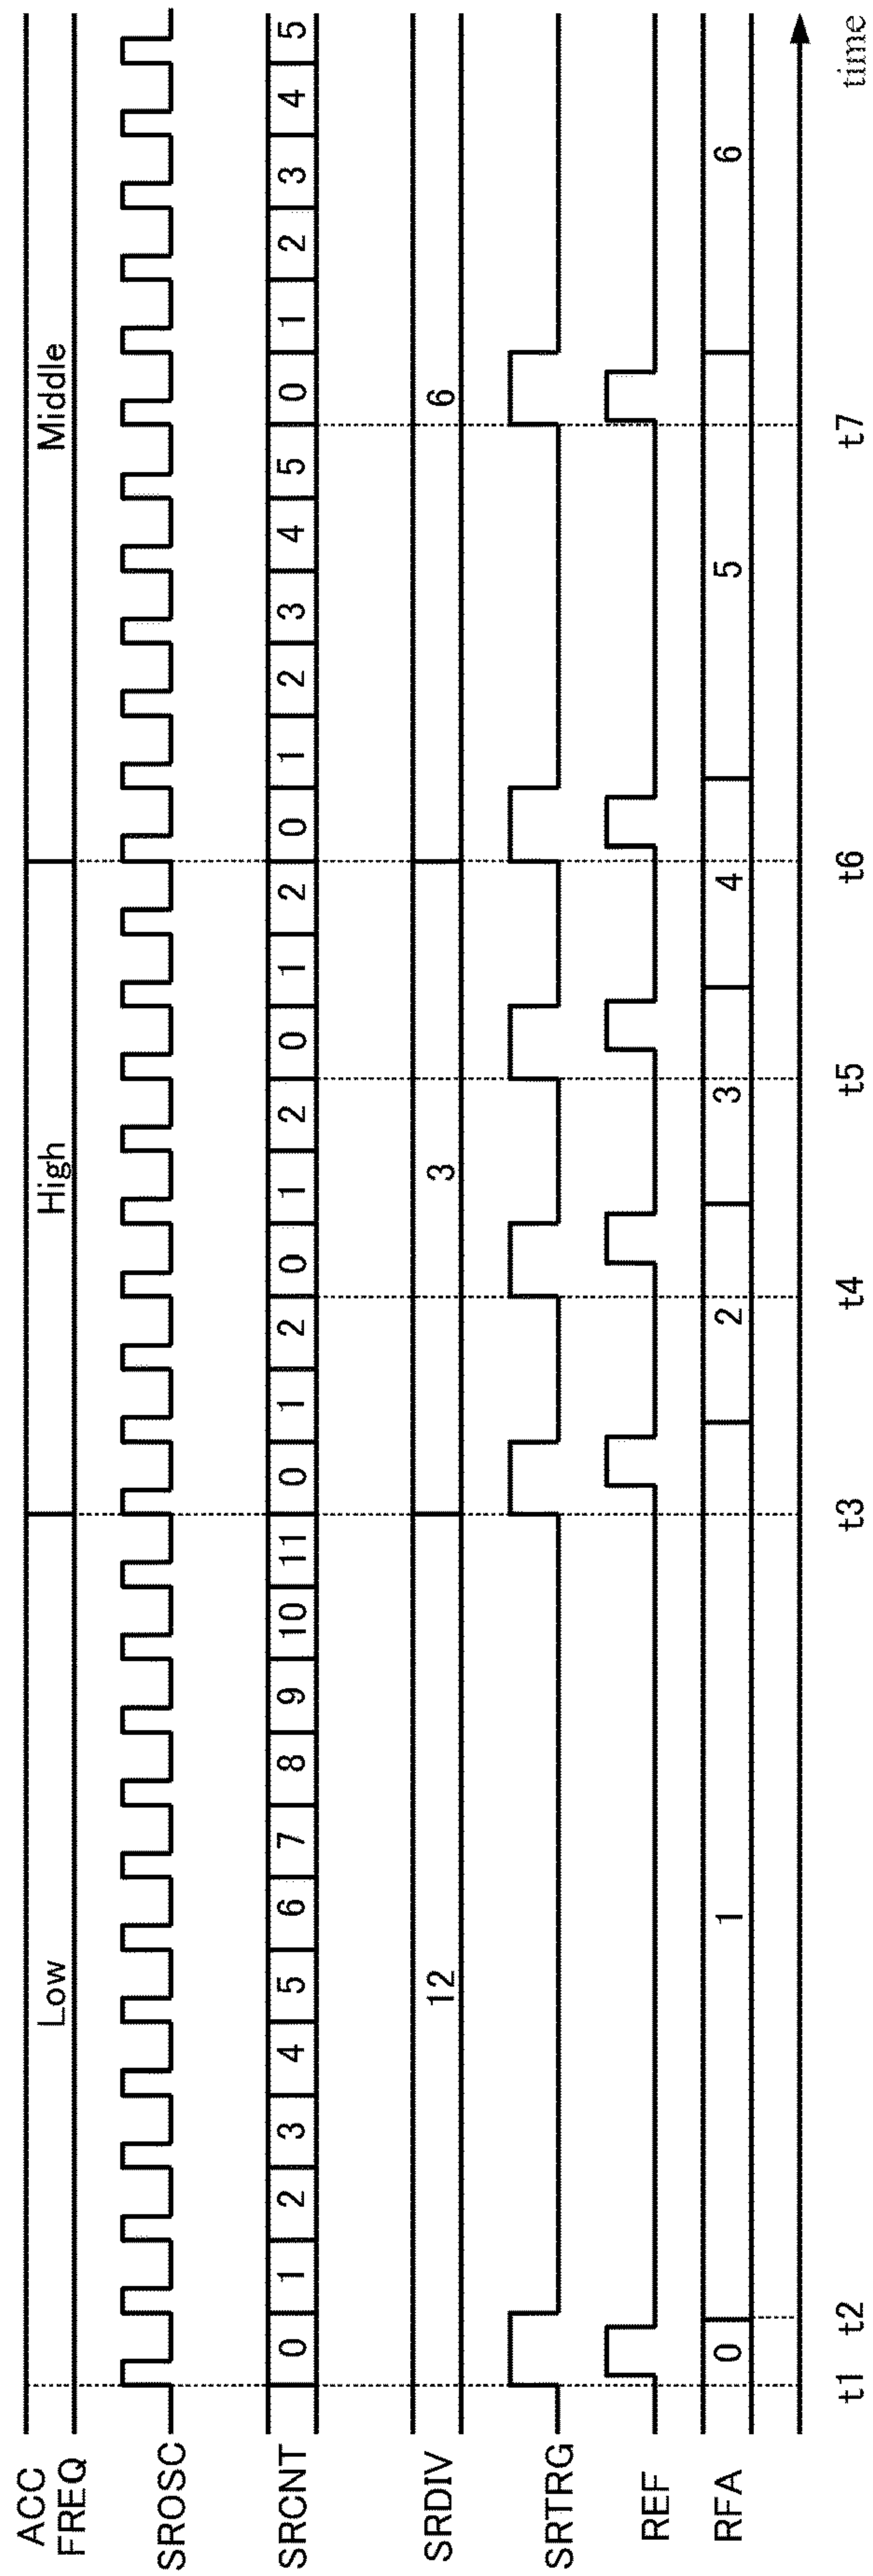 ACC FREQ Low High Middle
SROSC
SRCNT 0 1 2 3 4 5 6 7 8 9 10 11 0 1 2 0 1 2 0 1 2 0 1 2 3 4 5 0 1 2 3 4 5
SRDIV 12 3 6
SRTRG
REF
RFA 0 1 2 3 4 5 6
t1 t2 t3 t4 t5 t6 t7 time